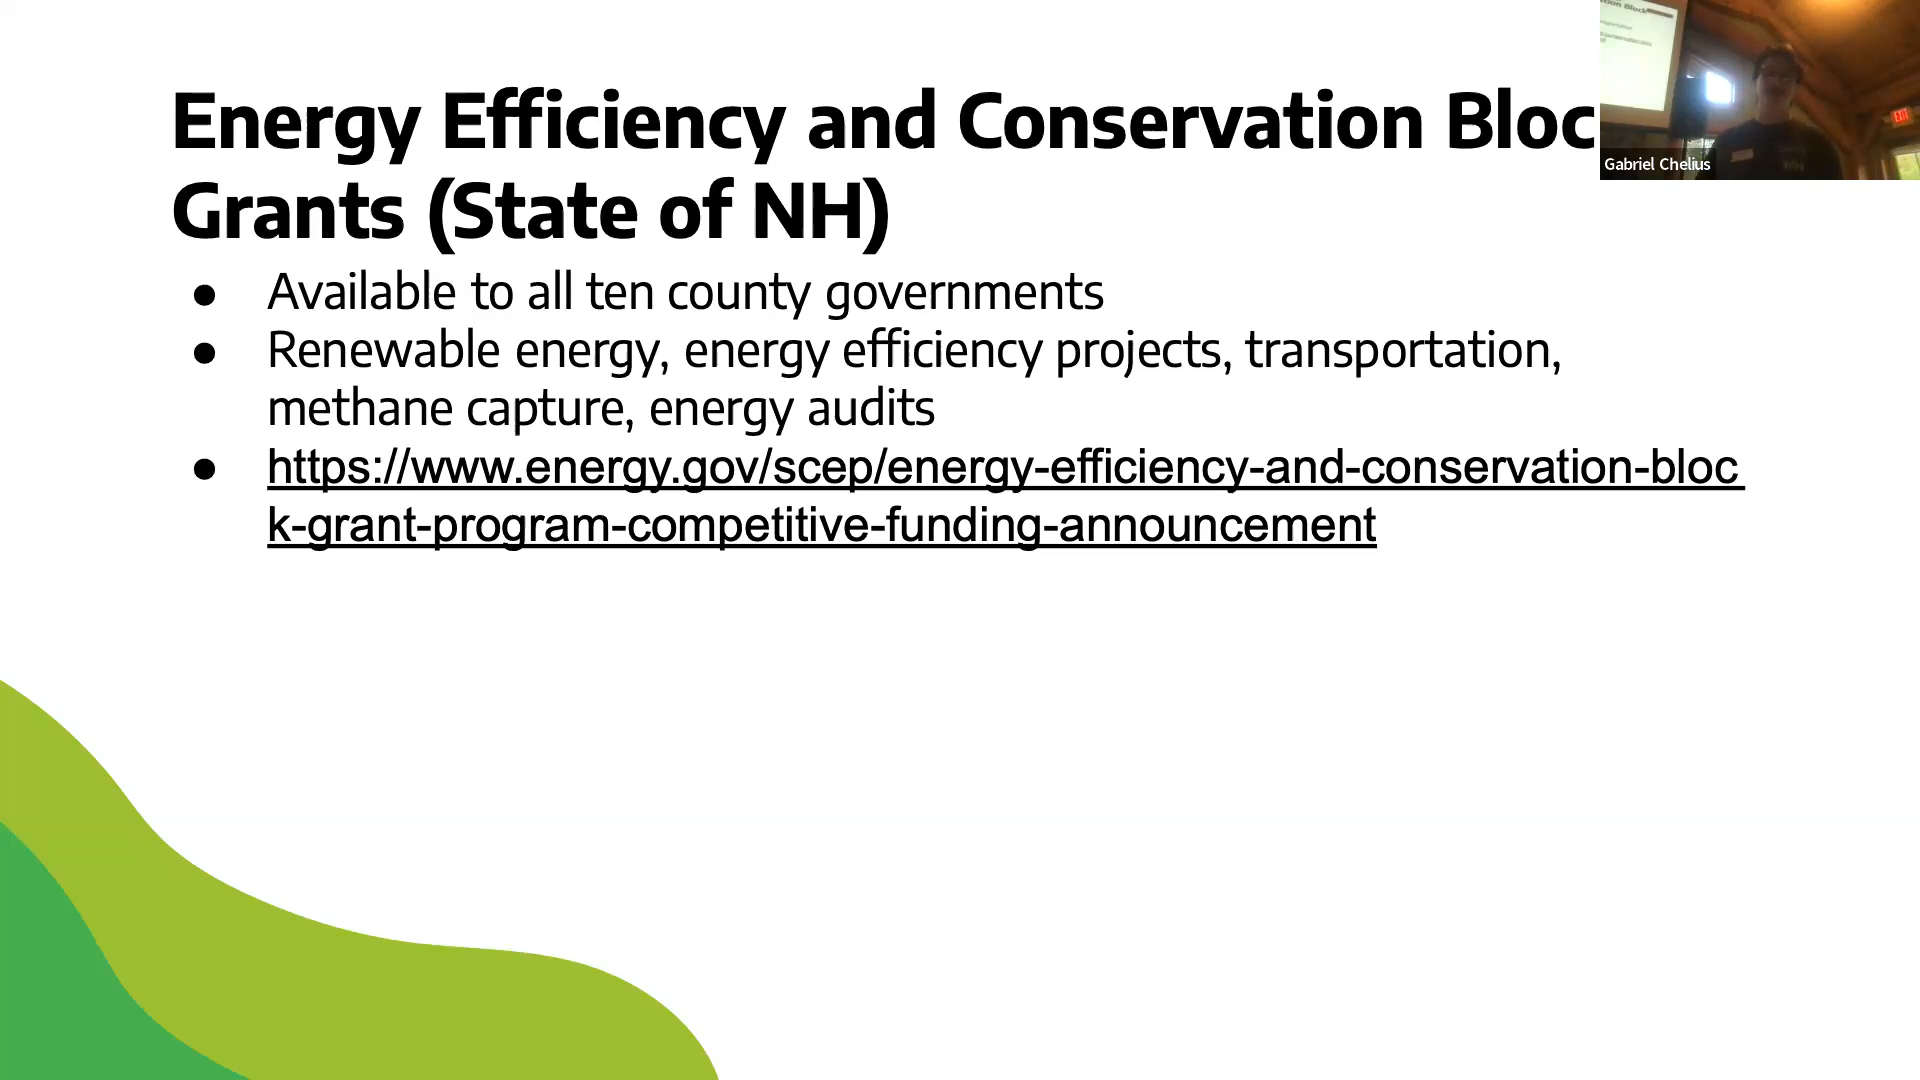 Energy Efficiency and Conservation Bloc
Grants (State of NH)
● Available to all ten county governments
● Renewable energy, energy efficiency projects, transportation,
methane capture, energy audits
● https://www.energy.gov/scep/energy-efficiency-and-conservation-bloc
k-grant-program-competitive-funding-announcement
Block
EXIT
Gabriel Chelius